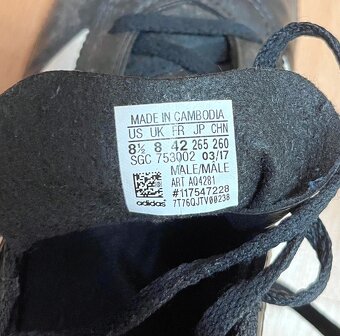 MADE IN CAMBODIA
US UK FR JP CHN
8½ 8 42 265 260
SGC 753002 03/17
MALE/MÂLE
ART AQ4281
#117547228
adidas 7T76QJTV00238